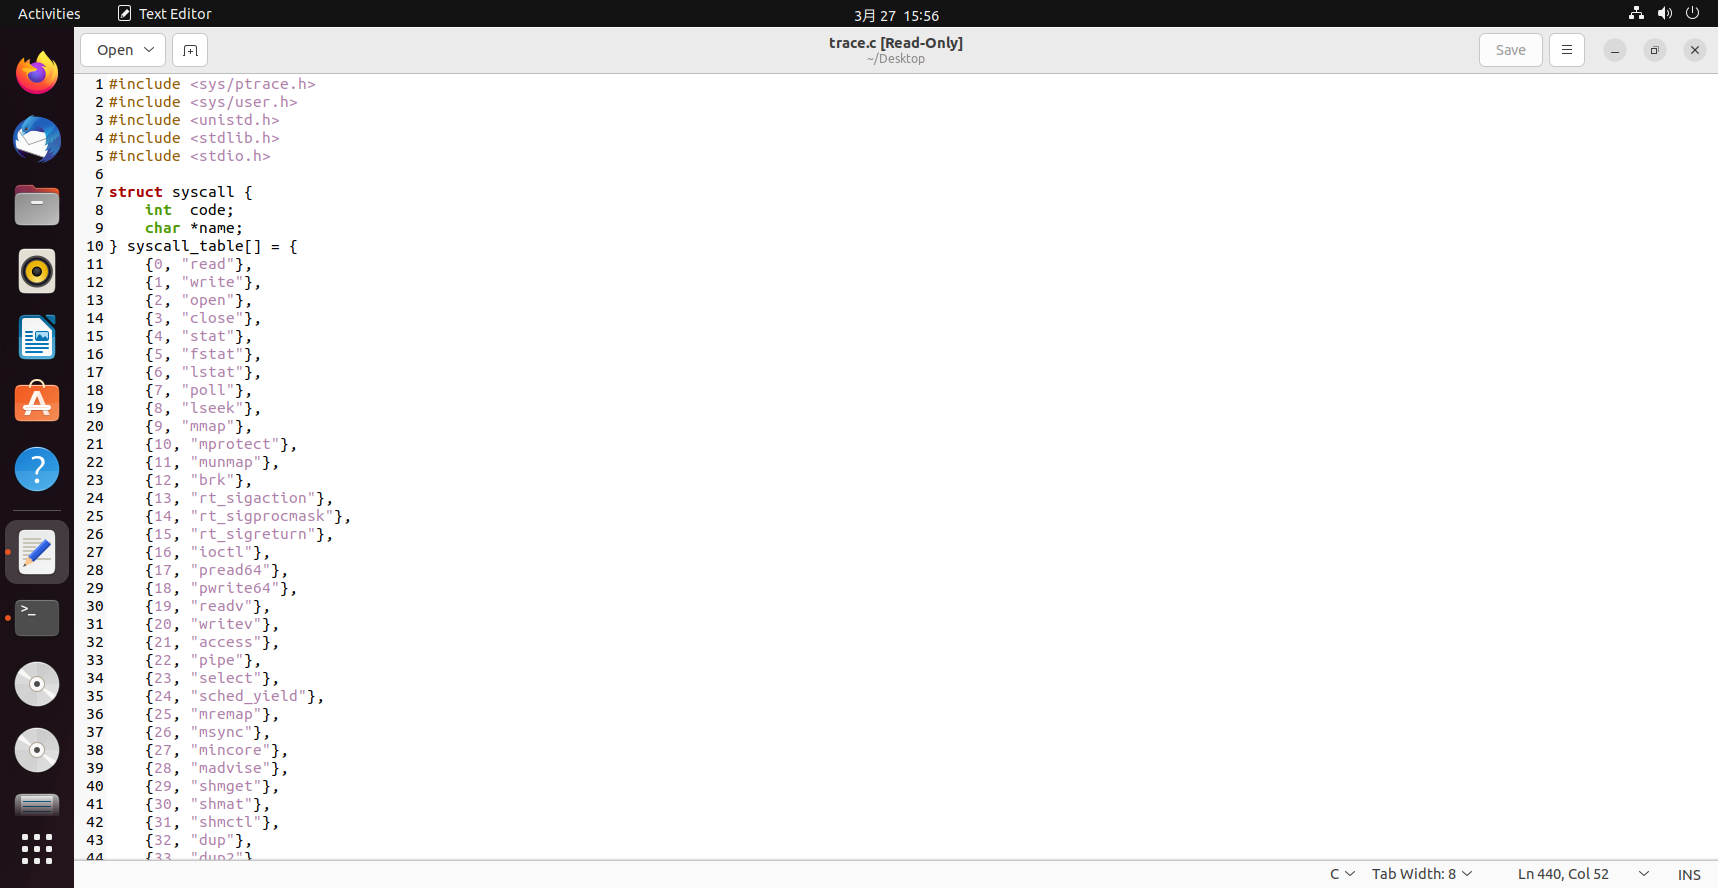 Activities
Text Editor
3月 27 15:56
Open
trace.c [Read-Only]
~/Desktop
Save
1 #include <sys/ptrace.h>
2 #include <sys/user.h>
3 #include <unistd.h>
4 #include <stdlib.h>
5 #include <stdio.h>
6
7 struct syscall {
8     int  code;
9     char *name;
10 } syscall_table[] = {
11     {0, "read"},
12     {1, "write"},
13     {2, "open"},
14     {3, "close"},
15     {4, "stat"},
16     {5, "fstat"},
17     {6, "lstat"},
18     {7, "poll"},
19     {8, "lseek"},
20     {9, "mmap"},
21     {10, "mprotect"},
22     {11, "munmap"},
23     {12, "brk"},
24     {13, "rt_sigaction"},
25     {14, "rt_sigprocmask"},
26     {15, "rt_sigreturn"},
27     {16, "ioctl"},
28     {17, "pread64"},
29     {18, "pwrite64"},
30     {19, "readv"},
31     {20, "writev"},
32     {21, "access"},
33     {22, "pipe"},
34     {23, "select"},
35     {24, "sched_yield"},
36     {25, "mremap"},
37     {26, "msync"},
38     {27, "mincore"},
39     {28, "madvise"},
40     {29, "shmget"},
41     {30, "shmat"},
42     {31, "shmctl"},
43     {32, "dup"},
44     {33, "dup2"}
C
Tab Width: 8
Ln 440, Col 52
INS